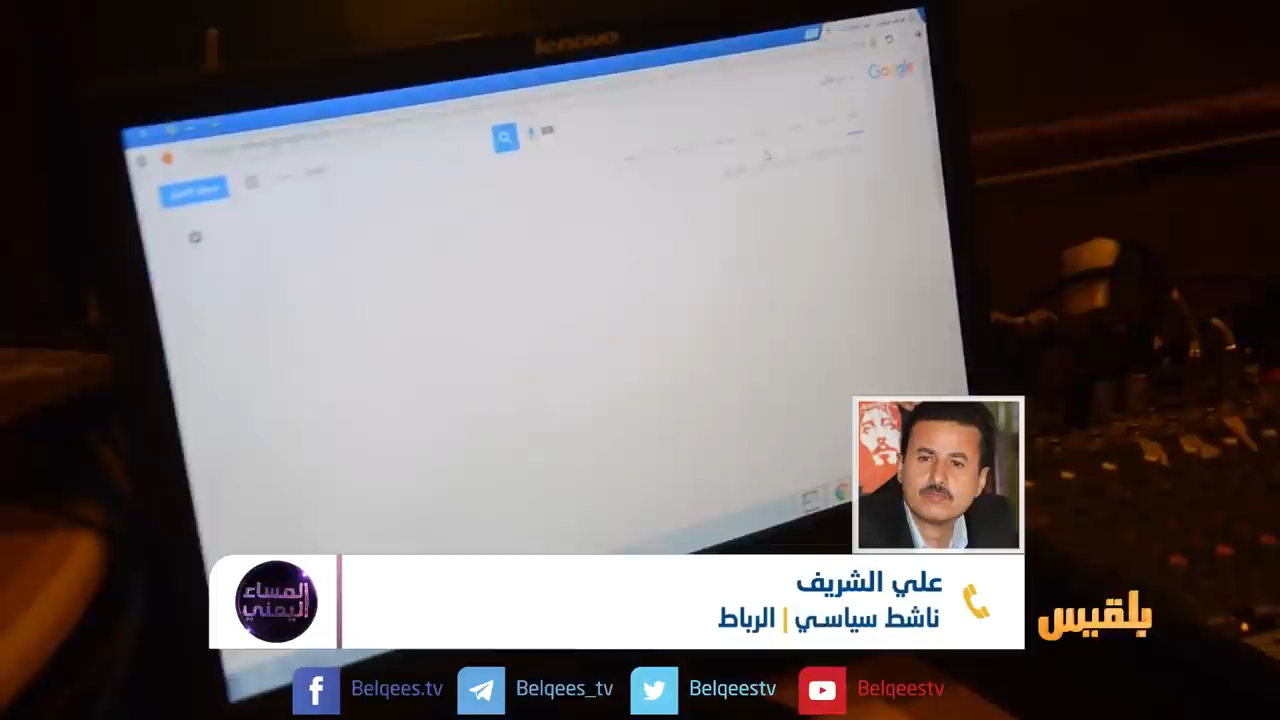 lenovo
Google
المساء
اليمني
علي الشريف
ناشط سياسي | الرباط
بلقيس
Belqees.tv
Belqees_tv
Belqeestv
Belqeestv